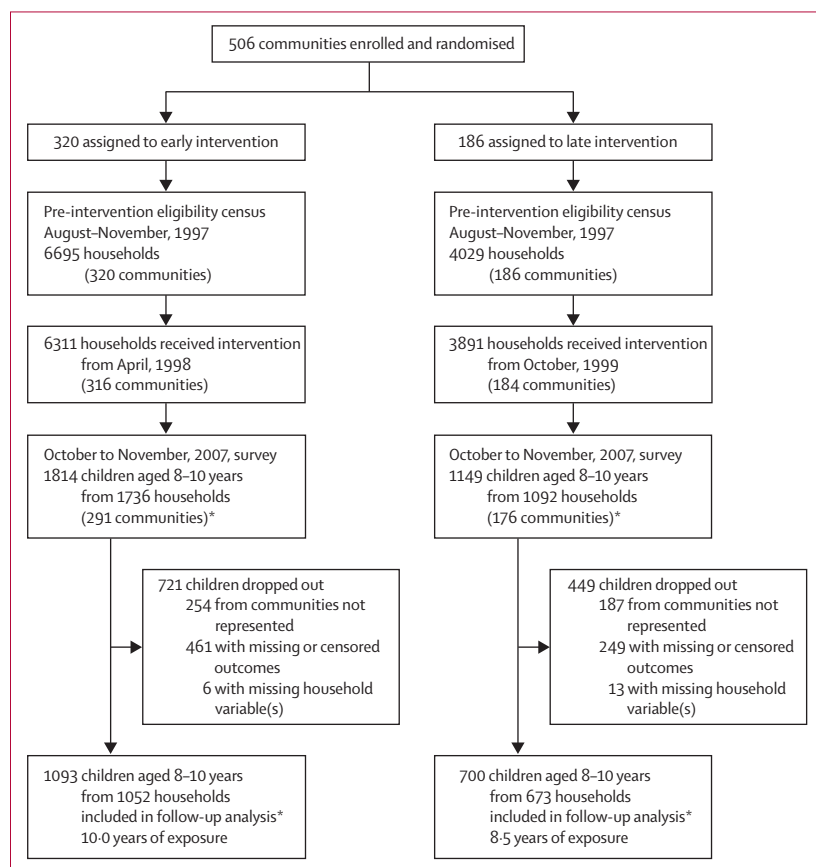 506 communities enrolled and randomised
320 assigned to early intervention
186 assigned to late intervention
Pre-intervention eligibility census
August–November, 1997
6695 households
(320 communities)
Pre-intervention eligibility census
August–November, 1997
4029 households
(186 communities)
6311 households received intervention
from April, 1998
(316 communities)
3891 households received intervention
from October, 1999
(184 communities)
October to November, 2007, survey
1814 children aged 8–10 years
from 1736 households
(291 communities)*
October to November, 2007, survey
1149 children aged 8–10 years
from 1092 households
(176 communities)*
721 children dropped out
254 from communities not
represented
461 with missing or censored
outcomes
6 with missing household
variable(s)
449 children dropped out
187 from communities not
represented
249 with missing or censored
outcomes
13 with missing household
variable(s)
1093 children aged 8–10 years
from 1052 households
included in follow-up analysis*
10·0 years of exposure
700 children aged 8–10 years
from 673 households
included in follow-up analysis*
8·5 years of exposure